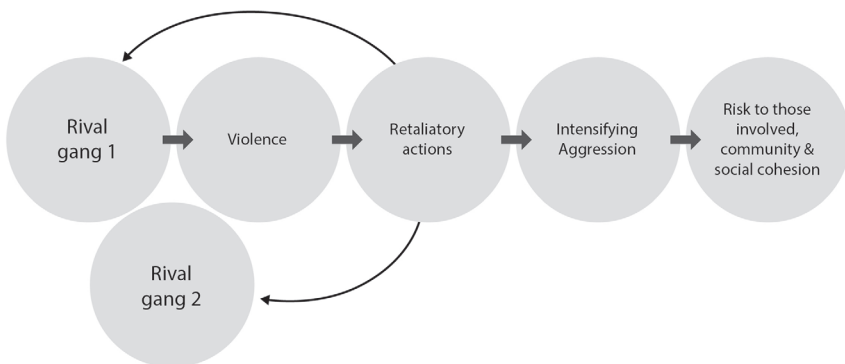 Rival
gang 1
Violence
Retaliatory
actions
Intensifying
Aggression
Risk to those
involved,
community &
social cohesion
Rival
gang 2